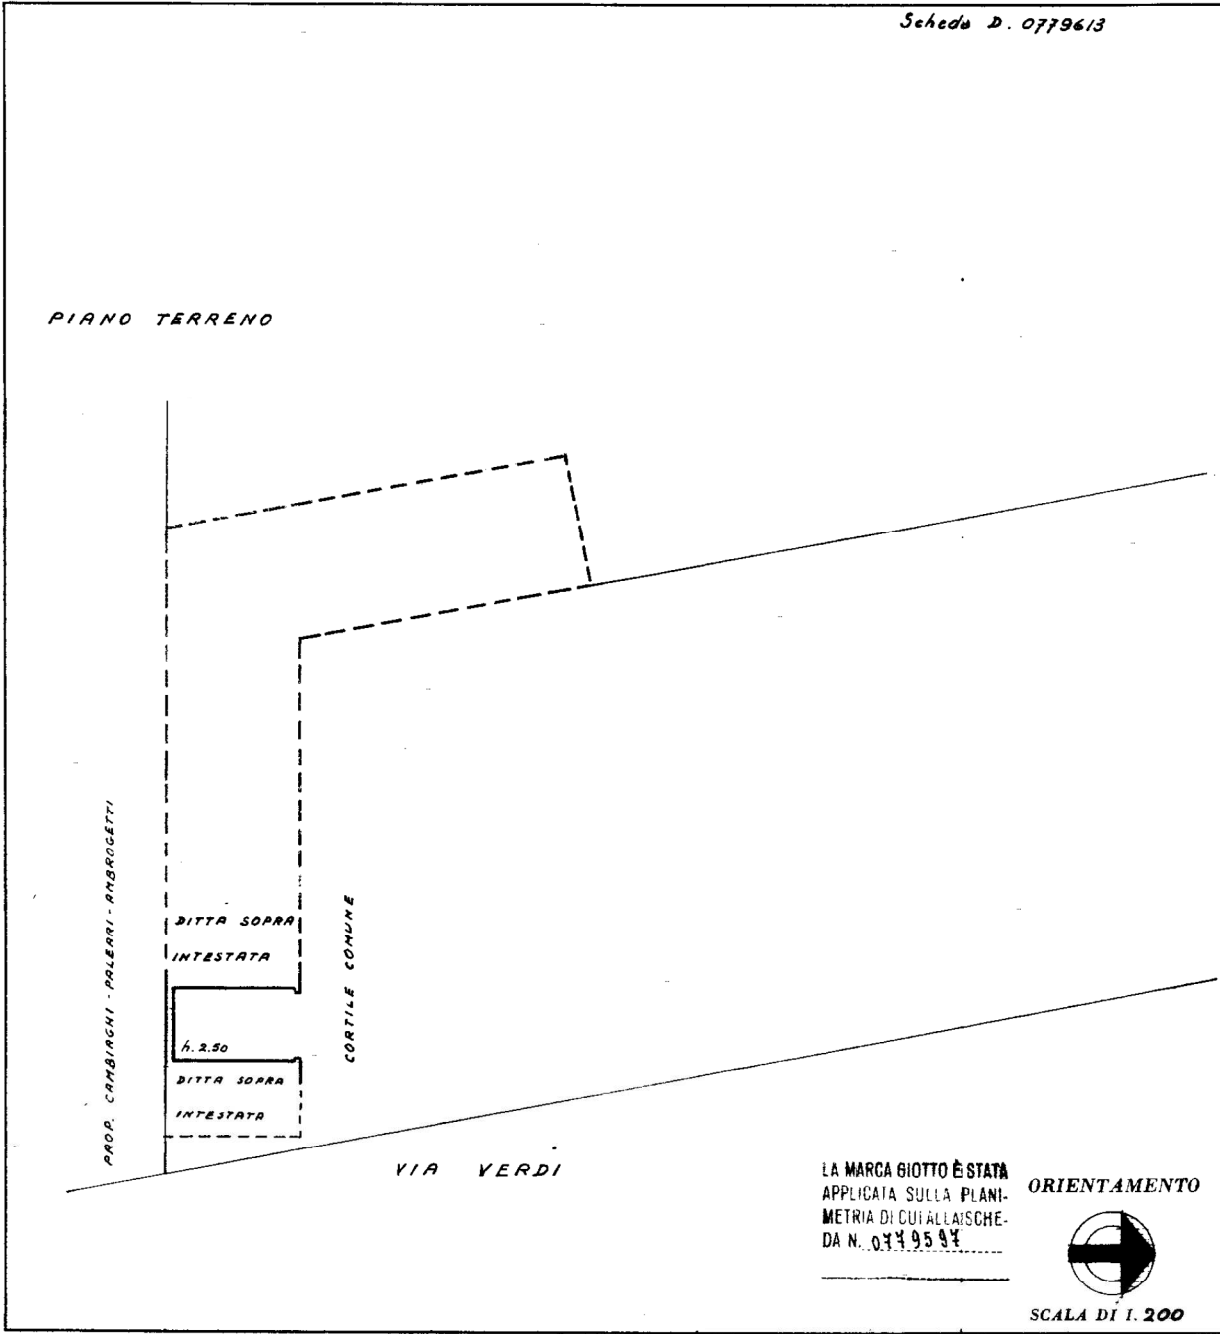 Scheda D. 0779613
PIANO TERRENO
PROP. CAMBIAGHI - PALEARI - AMBROGETTI
DITTA SOPRA
INTESTATA
CORTILE COMUNE
h. 2.50
DITTA SOPRA
INTESTATA
VIA VERDI
LA MARCA GIOTTO È STATA
APPLICATA SULLA PLANI-
METRIA DI CUI ALLA SCHE-
DA N. 0779597
ORIENTAMENTO
SCALA DI 1. 200